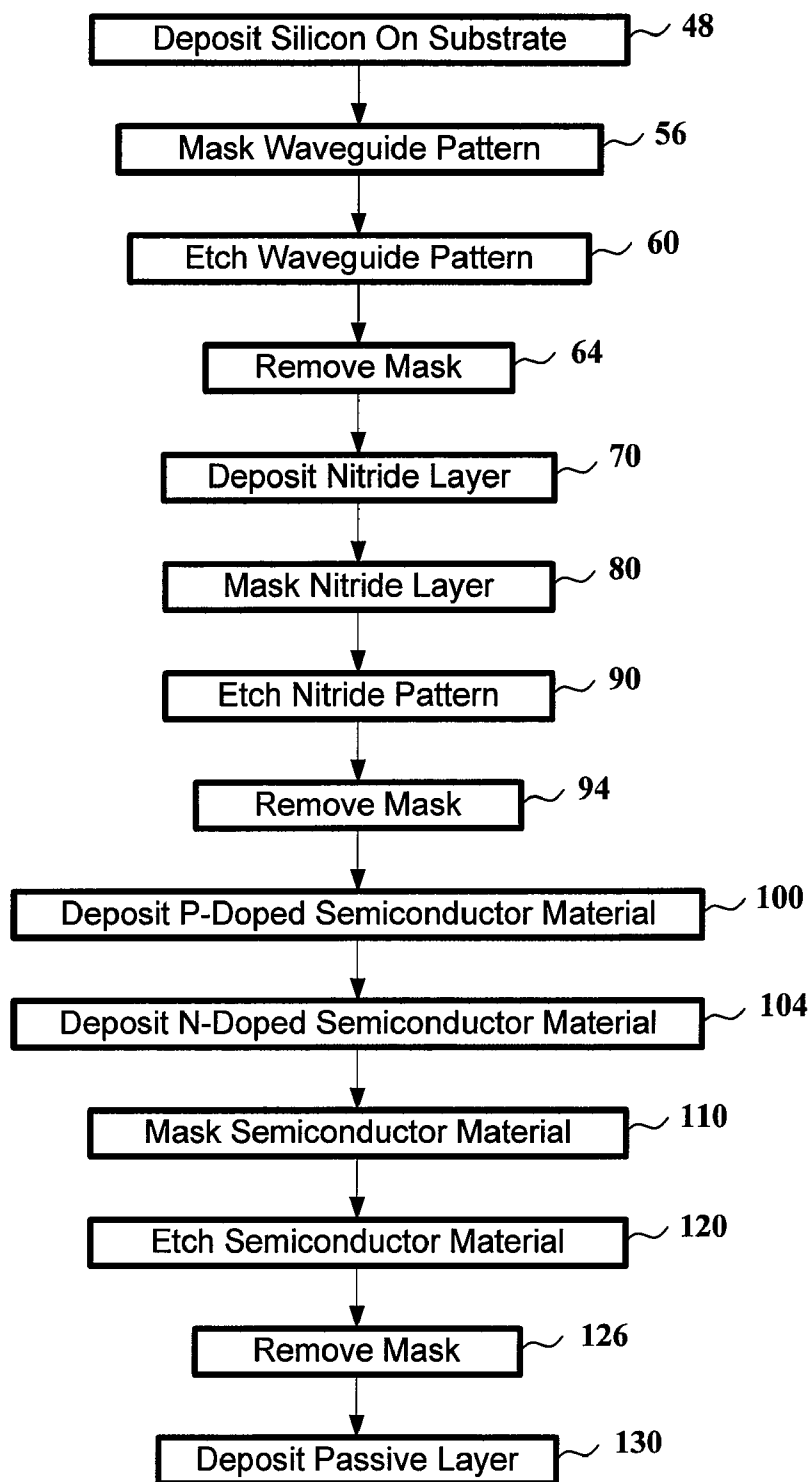 Deposit Silicon On Substrate 48
Mask Waveguide Pattern 56
Etch Waveguide Pattern 60
Remove Mask 64
Deposit Nitride Layer 70
Mask Nitride Layer 80
Etch Nitride Pattern 90
Remove Mask 94
Deposit P-Doped Semiconductor Material 100
Deposit N-Doped Semiconductor Material 104
Mask Semiconductor Material 110
Etch Semiconductor Material 120
Remove Mask 126
Deposit Passive Layer 130